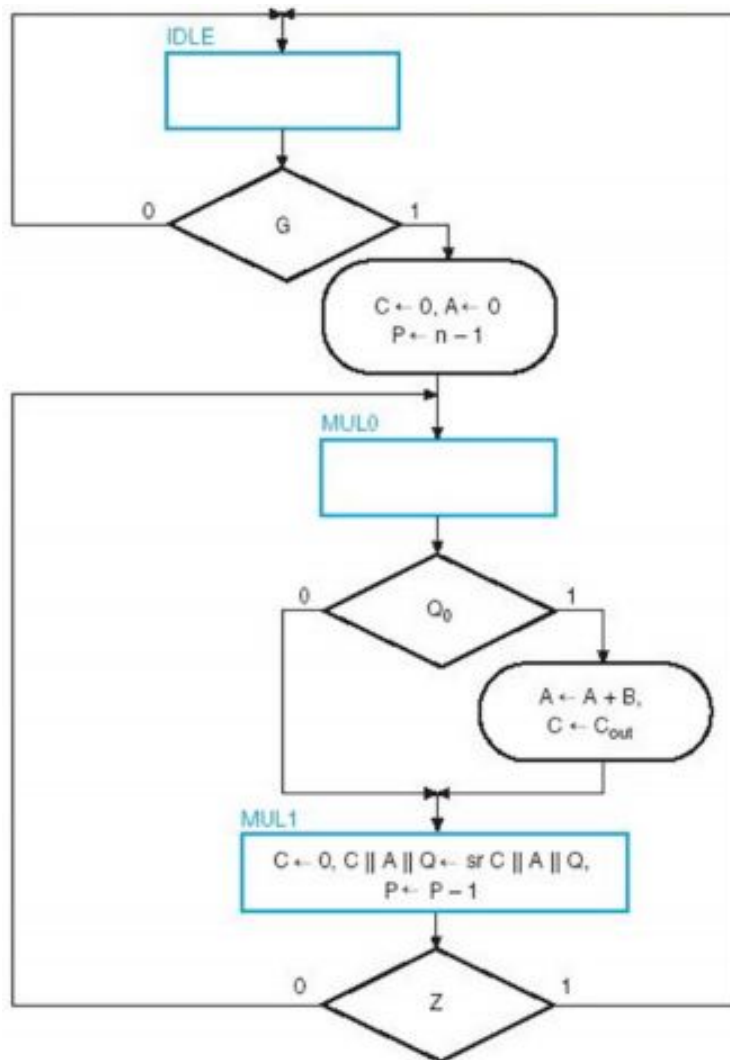 IDLE
0
G
1
C ← 0, A ← 0
P ← n – 1
MUL0
0
Q₀
1
A ← A + B,
C ← Cout
MUL1
C ← 0, C || A || Q ← sr C || A || Q,
P ← P – 1
0
Z
1